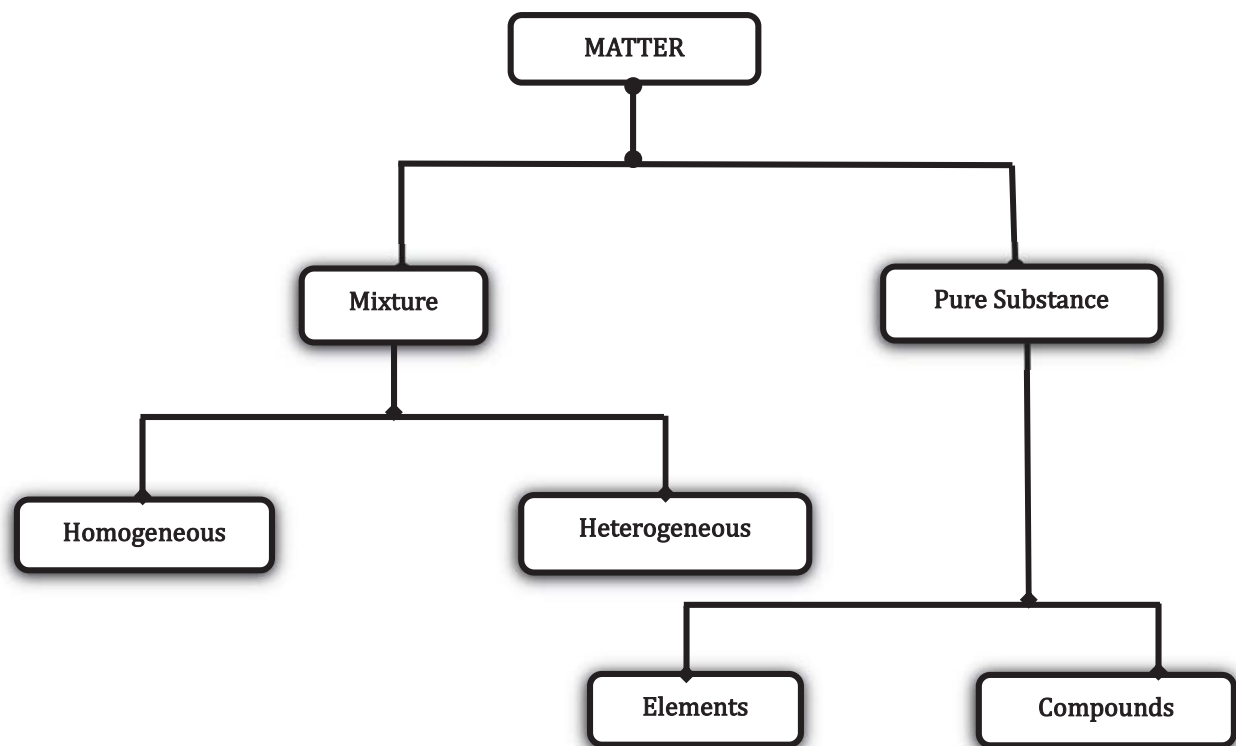 MATTER
Mixture
Pure Substance
Homogeneous
Heterogeneous
Elements
Compounds